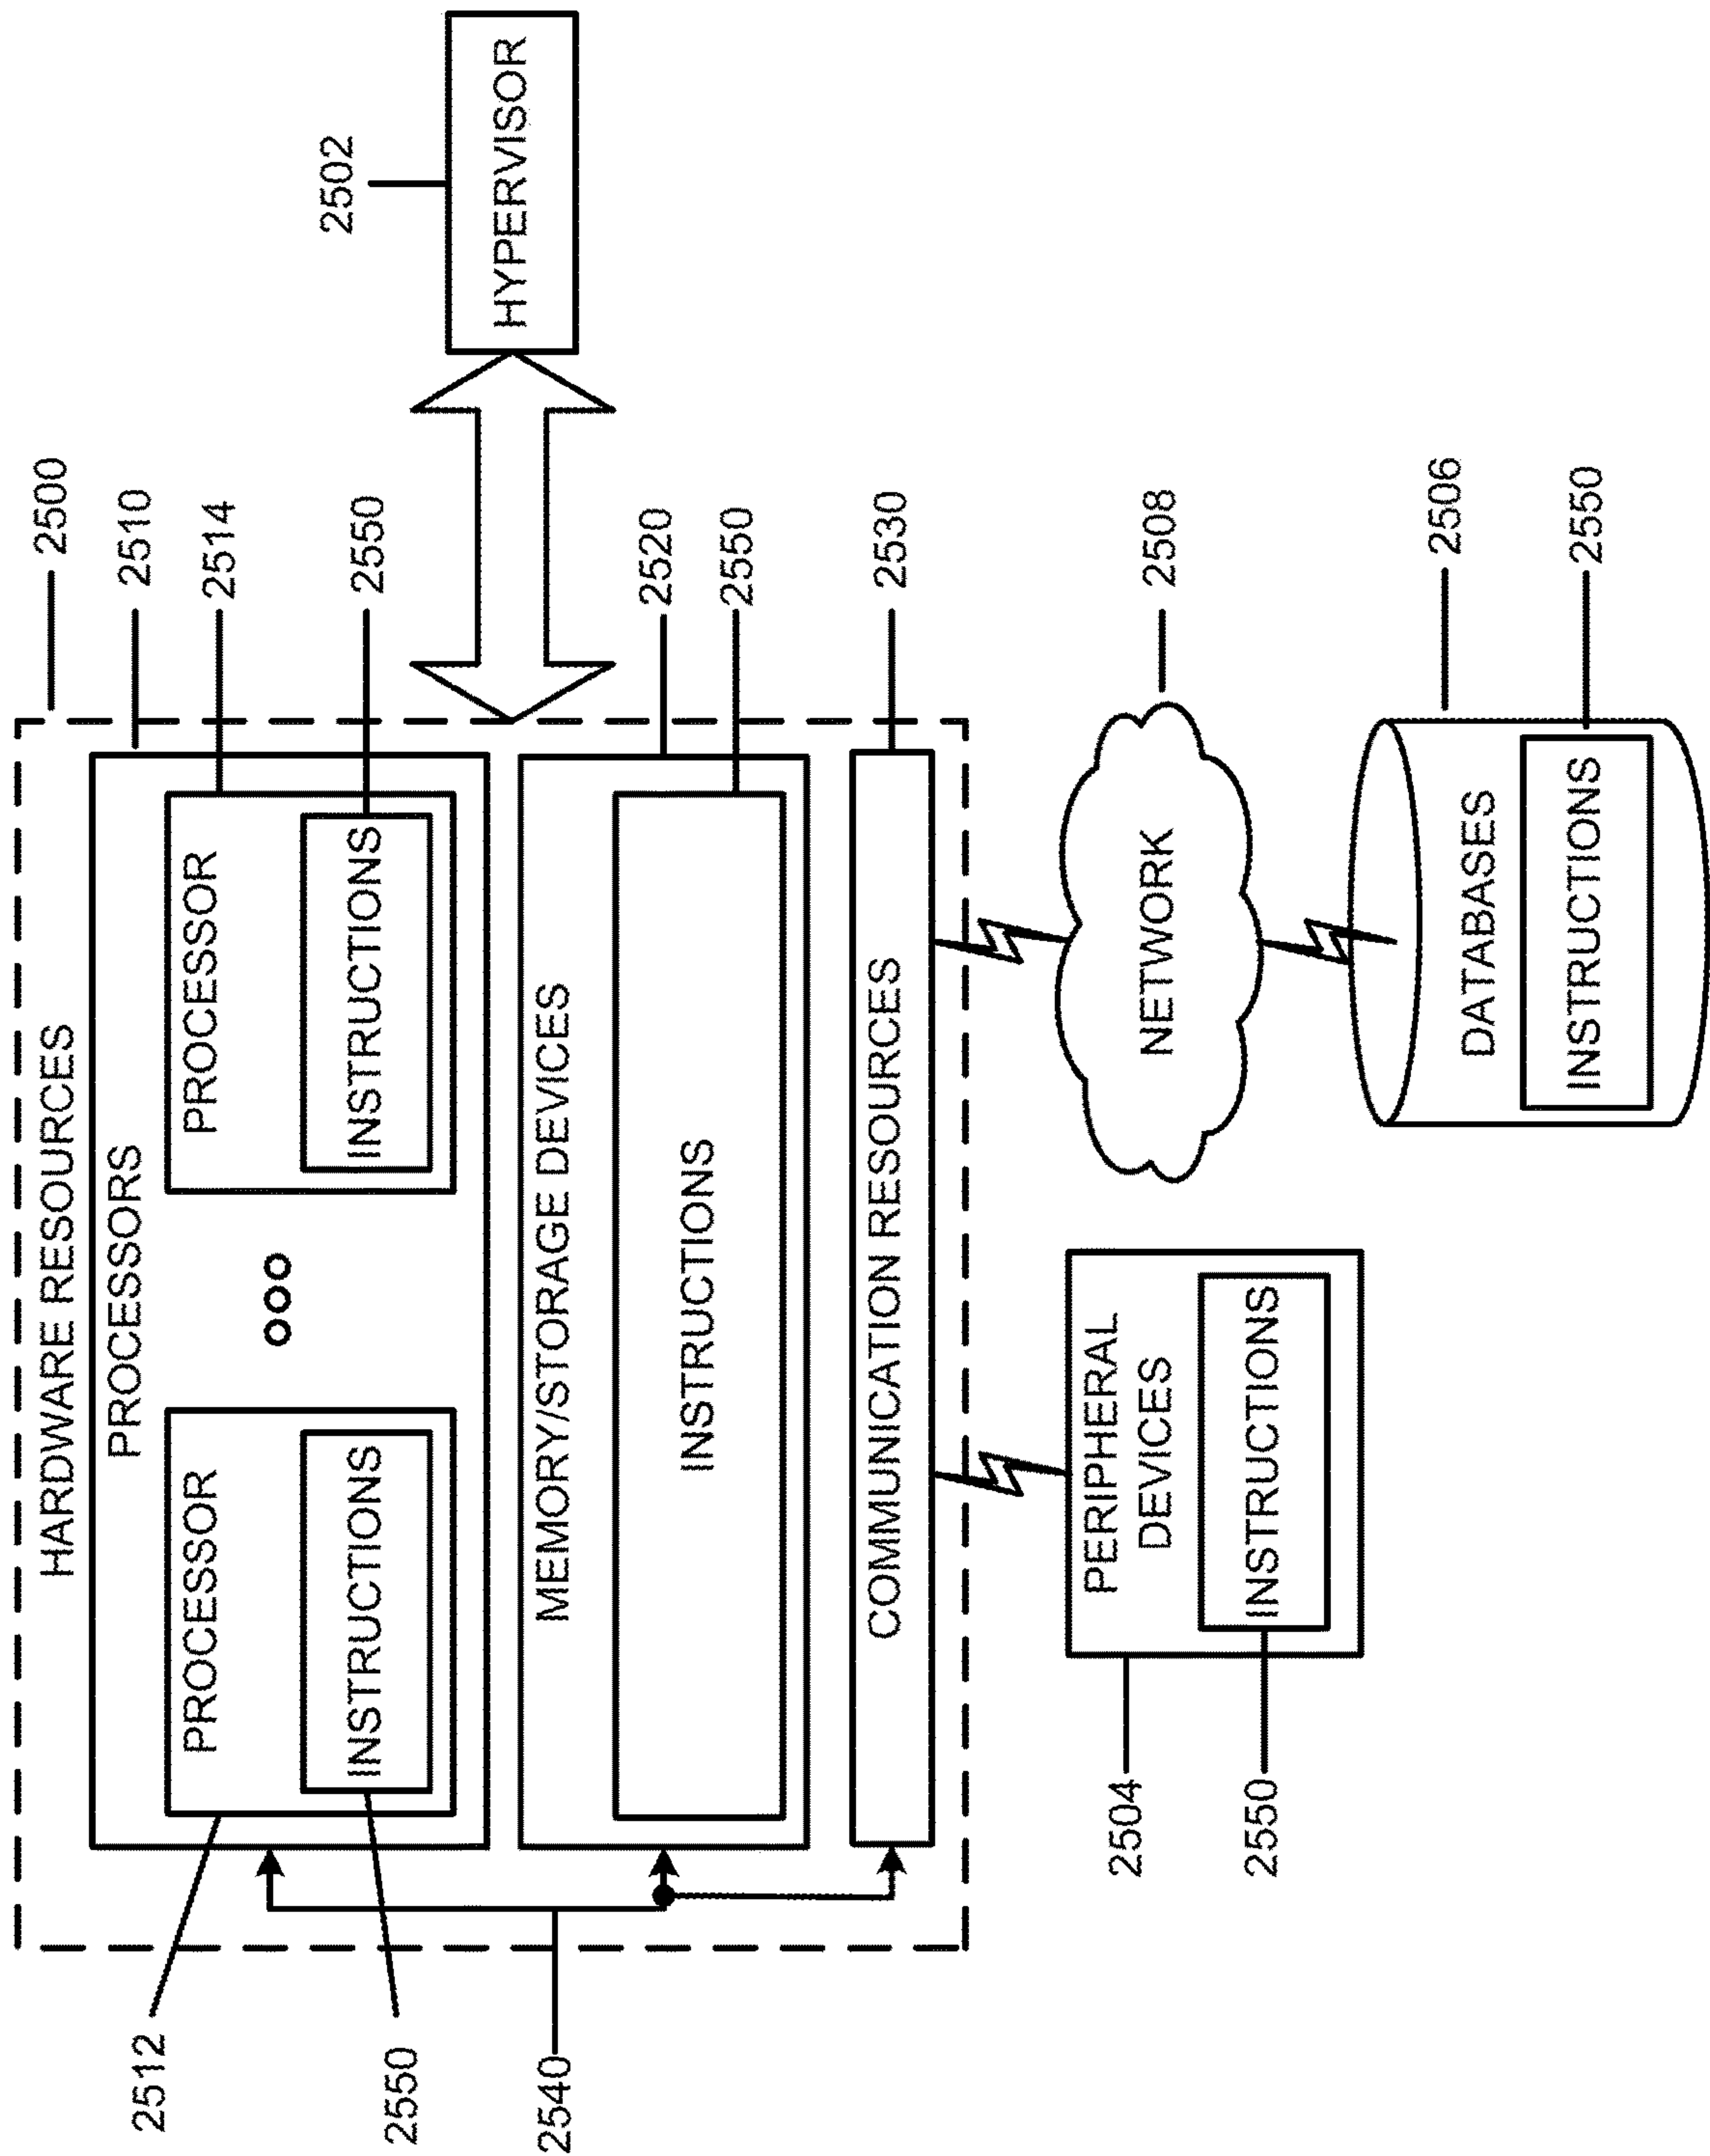 HARDWARE RESOURCES
2500
PROCESSORS
2510
2512
PROCESSOR
PROCESSOR
2514
2550
INSTRUCTIONS
INSTRUCTIONS
2550
2502
HYPERVISOR
2540
MEMORY/STORAGE DEVICES
2520
INSTRUCTIONS
2550
COMMUNICATION RESOURCES
2530
2504
PERIPHERAL
DEVICES
2550
INSTRUCTIONS
NETWORK
2508
DATABASES
2506
INSTRUCTIONS
2550